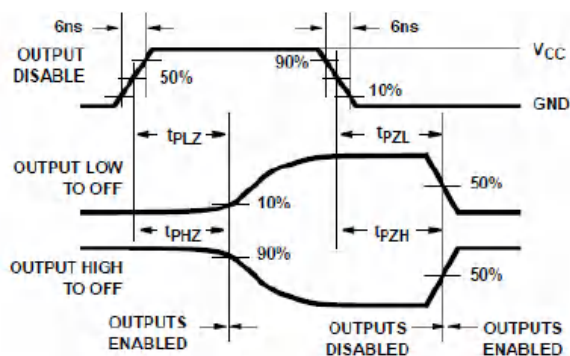 6ns
6ns
OUTPUT
DISABLE
90%
50%
10%
VCC
GND
tPLZ
tPZL
OUTPUT LOW
TO OFF
10%
50%
tPHZ
tPZH
90%
OUTPUT HIGH
TO OFF
50%
OUTPUTS
ENABLED
OUTPUTS
DISABLED
OUTPUTS
ENABLED